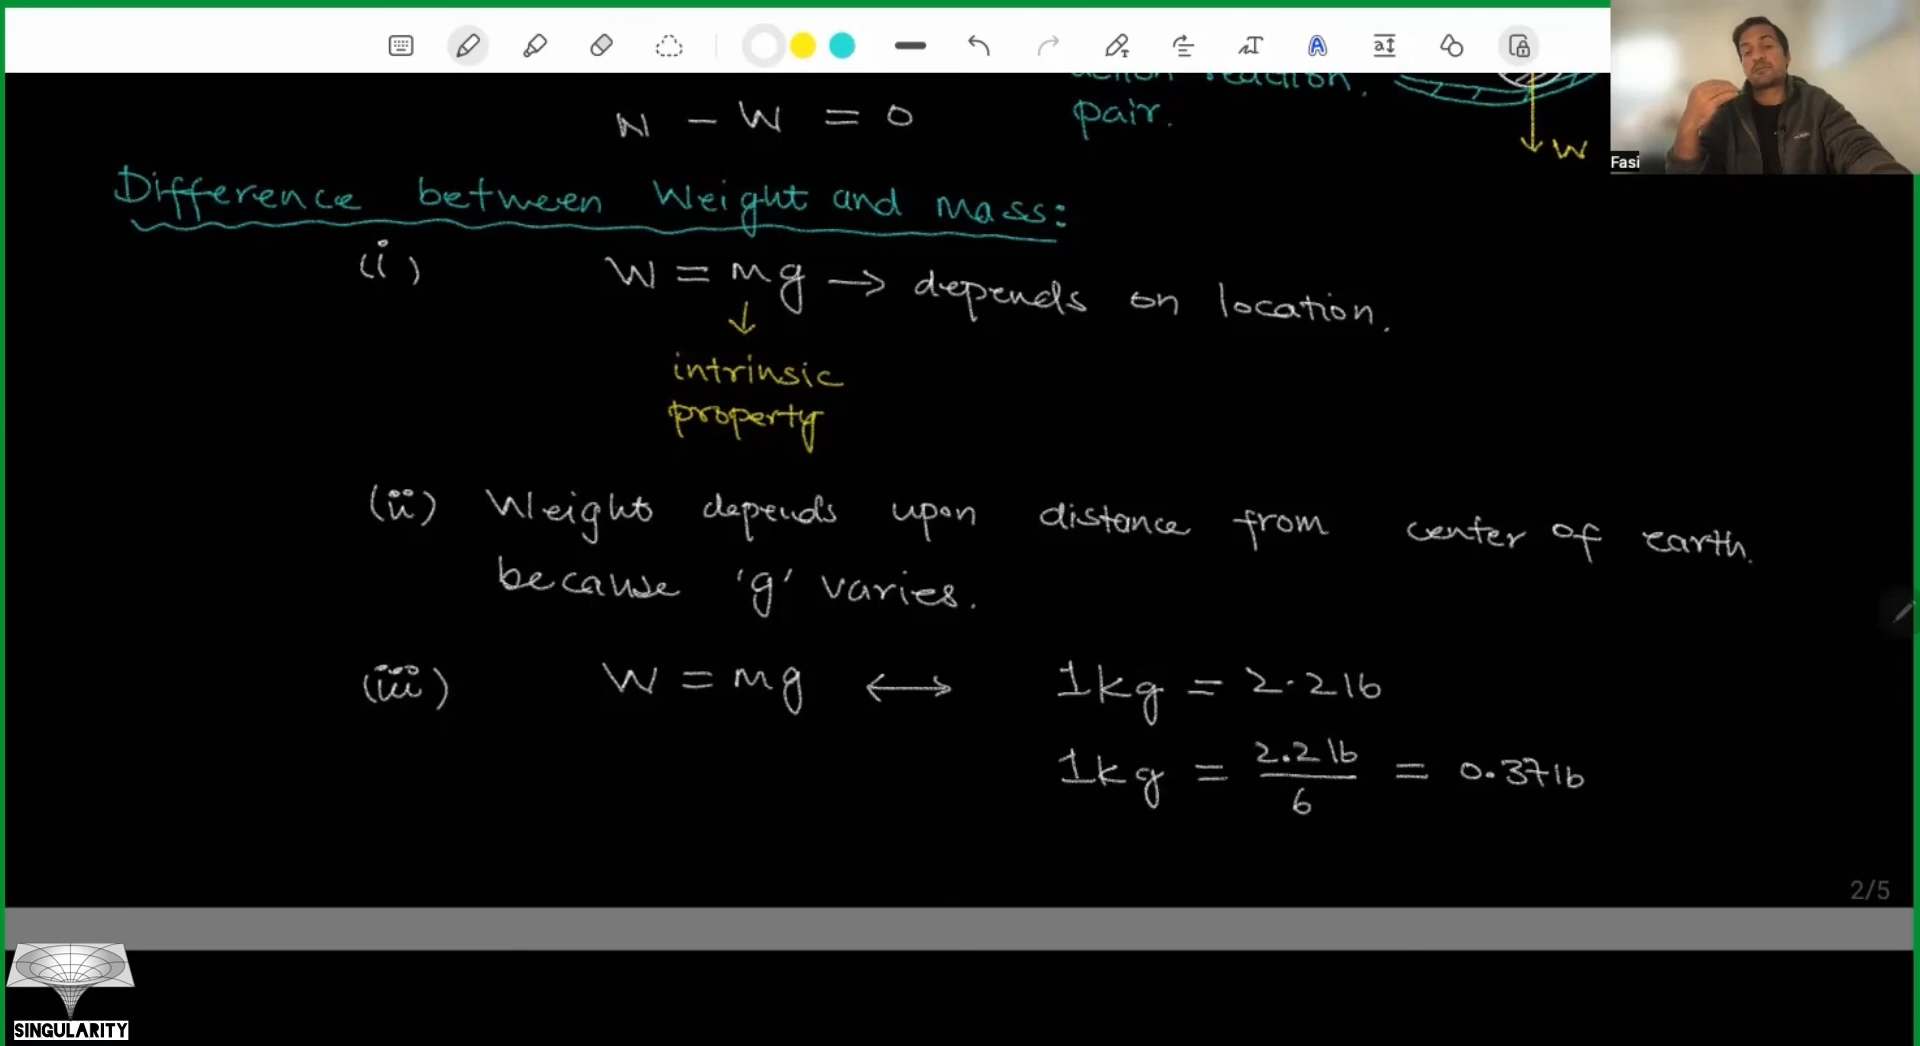 action reaction.
pair.
N - W = 0
W
Fasi
Difference between Weight and mass:
(i) W = mg → depends on location.
↓
intrinsic
property
(ii) Weight depends upon distance from center of earth.
because 'g' varies.
(iii) W = mg ↔ 1kg = 2.2lb
1kg = 2.2lb/6 = 0.37lb
2/5
SINGULARITY